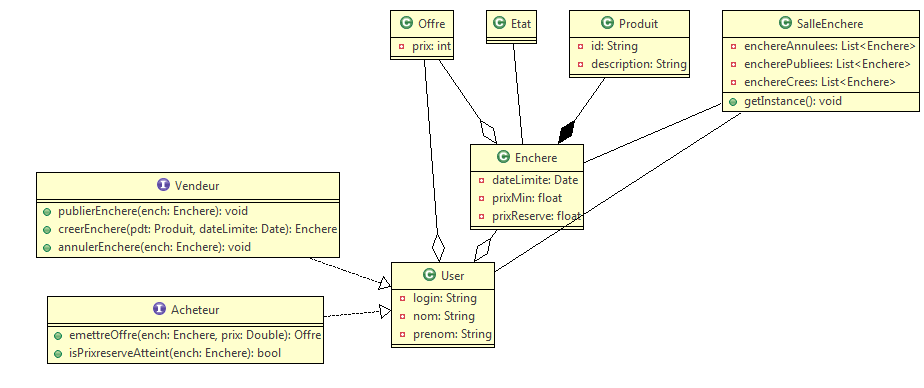 C Offre
prix: int
C Etat
C Produit
id: String
description: String
C SalleEnchere
enchereAnnulees: List<Enchere>
encherePubliees: List<Enchere>
enchereCrees: List<Enchere>
getInstance(): void
C Enchere
dateLimite: Date
prixMin: float
prixReserve: float
I Vendeur
publierEnchere(ench: Enchere): void
creerEnchere(pdt: Produit, dateLimite: Date): Enchere
annulerEnchere(ench: Enchere): void
C User
login: String
nom: String
prenom: String
I Acheteur
emettreOffre(ench: Enchere, prix: Double): Offre
isPrixreserveAtteint(ench: Enchere): bool